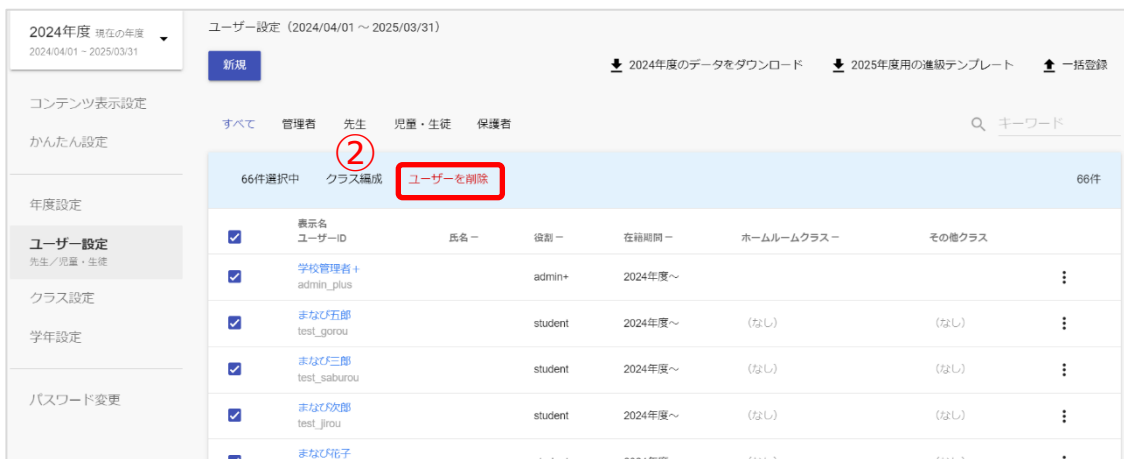 2024年度 現在の年度
2024/04/01 ~ 2025/03/31
コンテンツ表示設定
かんたん設定
年度設定
ユーザー設定
先生／児童・生徒
クラス設定
学年設定
パスワード変更
ユーザー設定（2024/04/01 ～ 2025/03/31）
新規 2024年度のデータをダウンロード 2025年度用の進級テンプレート 一括登録
すべて 管理者 先生 児童・生徒 保護者 キーワード
②
66件選択中 クラス編成 ユーザーを削除 66件
表示名
ユーザーID 氏名 － 役割 － 在籍期間 － ホームルームクラス － その他クラス
学校管理者＋
admin_plus admin+ 2024年度～
まなび五郎
test_gorou student 2024年度～ （なし） （なし）
まなび三郎
test_saburou student 2024年度～ （なし） （なし）
まなび次郎
test_jirou student 2024年度～ （なし） （なし）
まなび花子